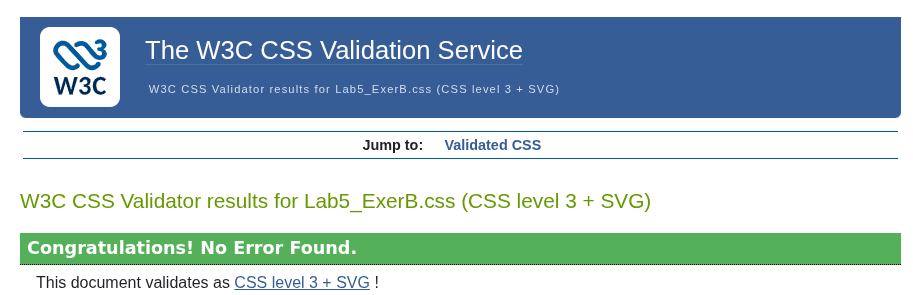 W3C
The W3C CSS Validation Service
W3C CSS Validator results for Lab5_ExerB.css (CSS level 3 + SVG)
Jump to: Validated CSS
W3C CSS Validator results for Lab5_ExerB.css (CSS level 3 + SVG)
Congratulations! No Error Found.
This document validates as CSS level 3 + SVG !